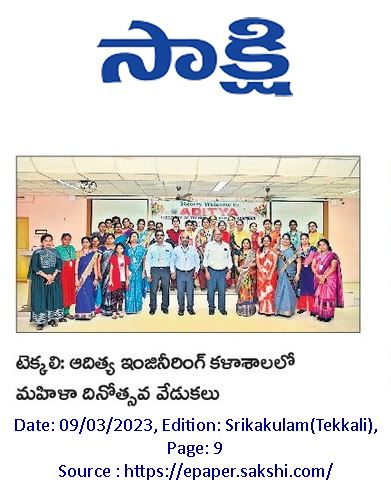 సాక్షి
Hearty Welcome to
ADITYA
టెక్కలి: ఆదిత్య ఇంజినీరింగ్ కళాశాలలో
మహిళా దినోత్సవ వేడుకలు
Date: 09/03/2023, Edition: Srikakulam(Tekkali),
Page: 9
Source : https://epaper.sakshi.com/